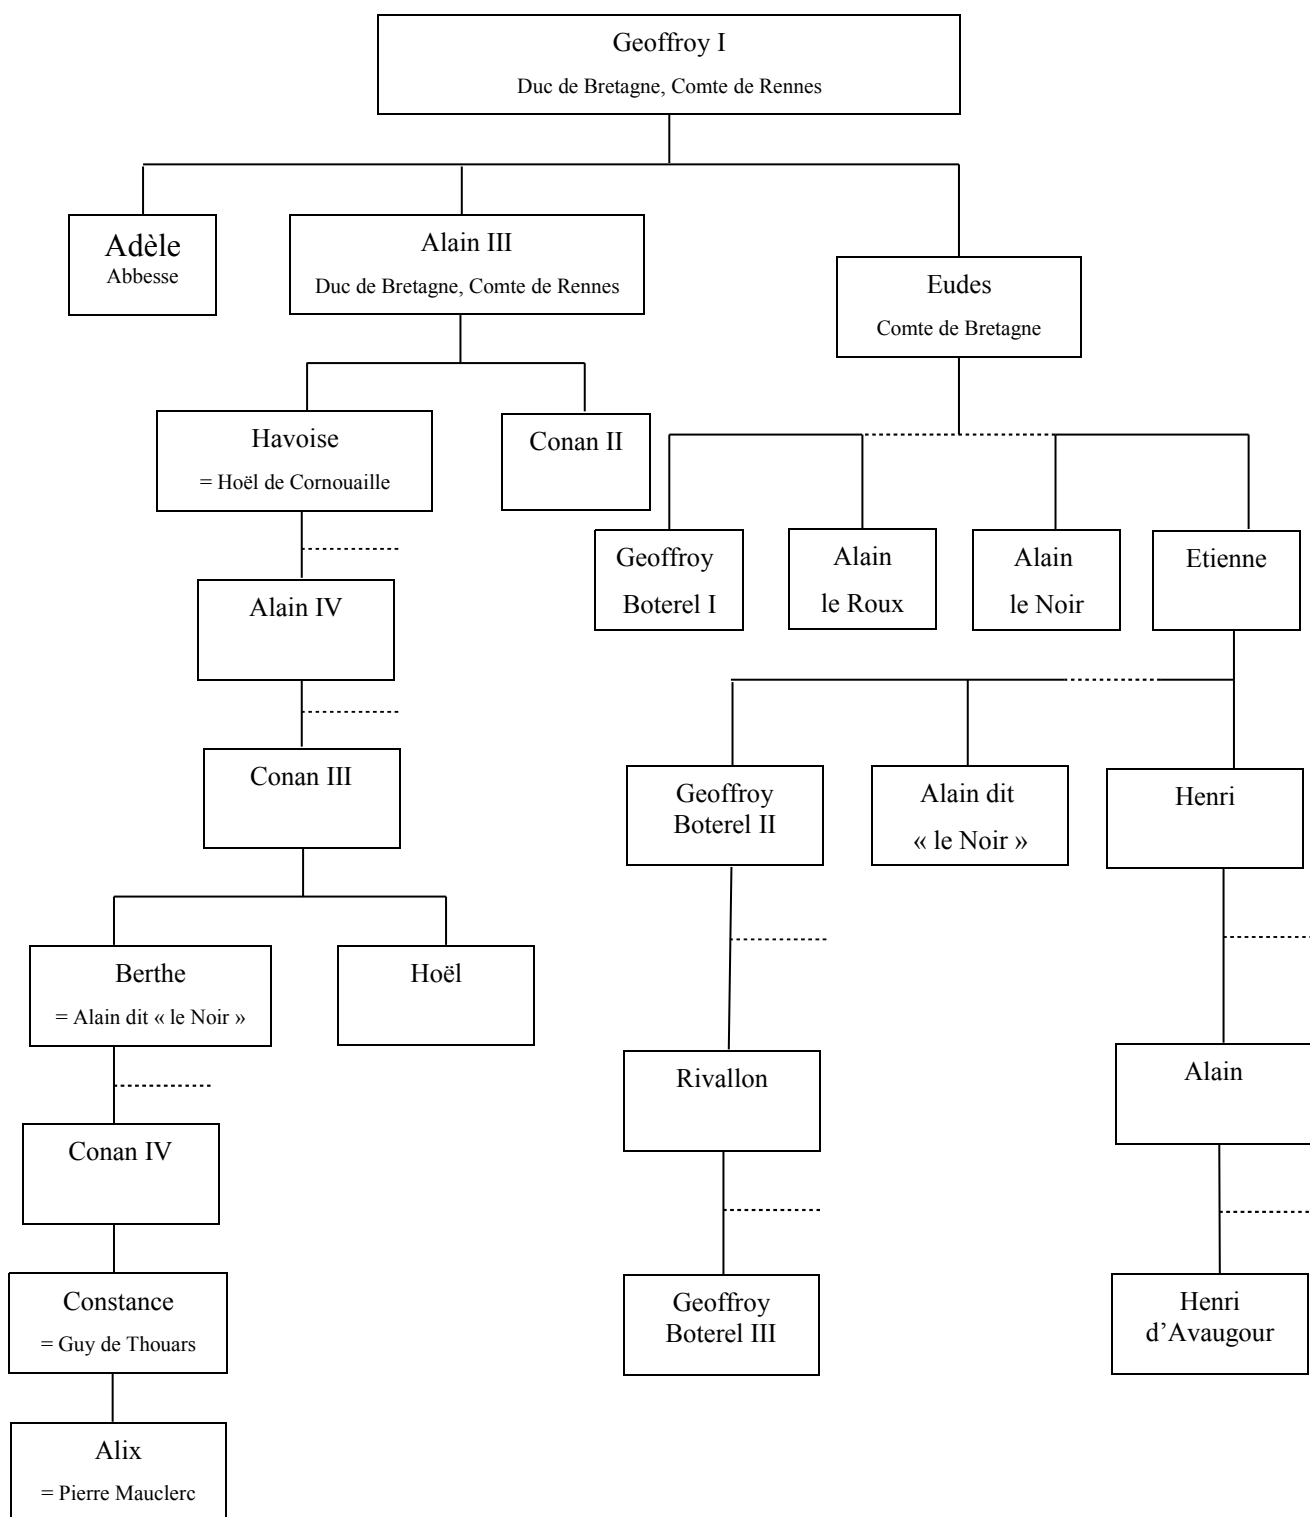 Geoffroy I
Duc de Bretagne, Comte de Rennes
Adèle
Abbesse
Alain III
Duc de Bretagne, Comte de Rennes
Eudes
Comte de Bretagne
Havoise
= Hoël de Cornouaille
Conan II
Geoffroy
Boterel I
Alain
le Roux
Alain
le Noir
Etienne
Alain IV
Conan III
Geoffroy
Boterel II
Alain dit
« le Noir »
Henri
Berthe
= Alain dit « le Noir »
Hoël
Rivallon
Alain
Conan IV
Constance
= Guy de Thouars
Geoffroy
Boterel III
Henri
d’Avaugour
Alix
= Pierre Mauclerc